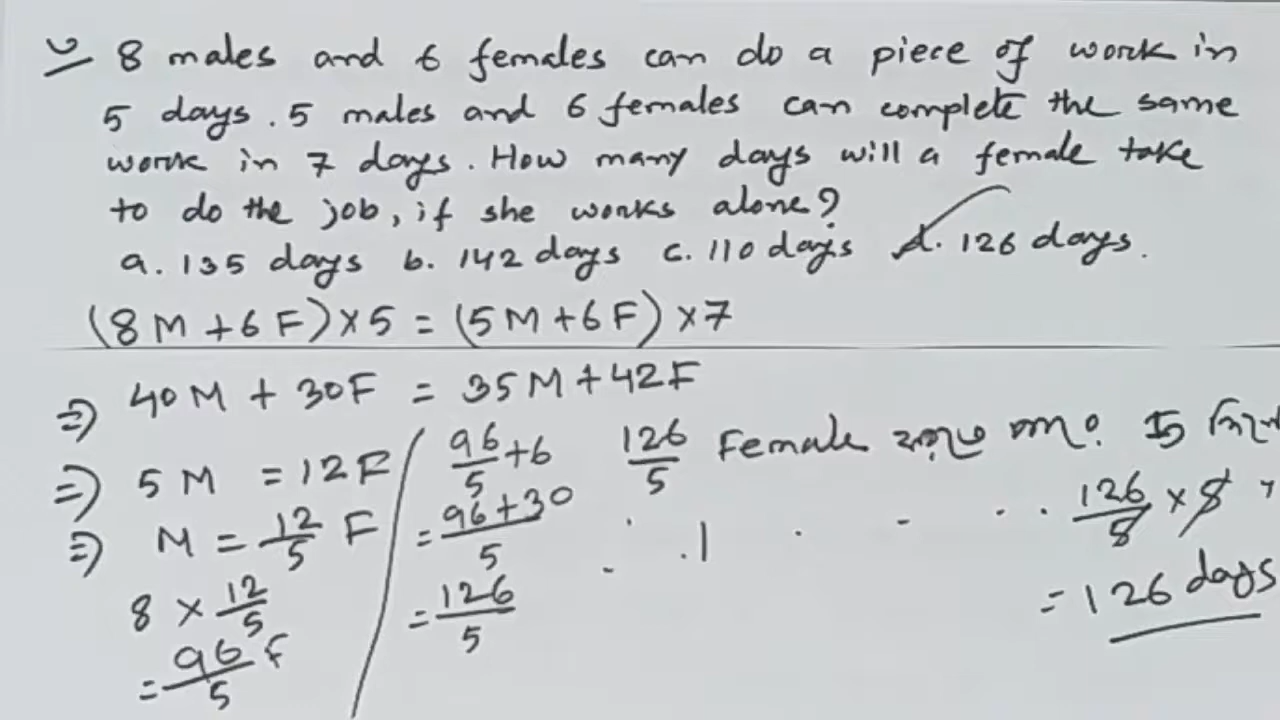 8 males and 6 females can do a piece of work in
5 days. 5 males and 6 females can complete the same
work in 7 days. How many days will a female take
to do the job, if she works alone?
a. 135 days b. 142 days c. 110 days d. 126 days.
(8M+6F)×5 = (5M+6F)×7
⇒ 40M + 30F = 35M+42F
⇒ 5M = 12F
⇒ M = 12/5 F
8 × 12/5
= 96/5 F
96/5 + 6
= 96+30/5
= 126/5
126/5 Female
1 126/5 × 5
= 126 days